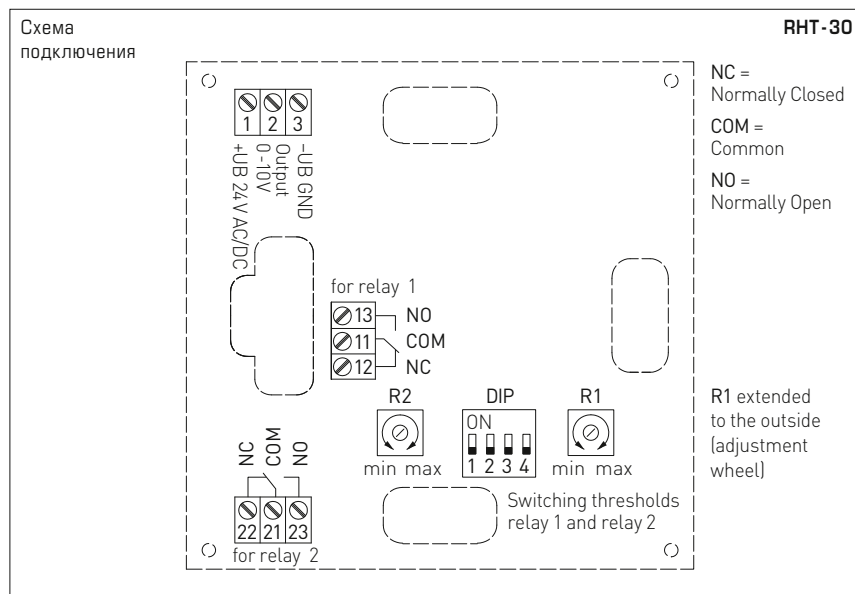 Схема
подключения
RHT-30
NC =
Normally Closed
COM =
Common
NO =
Normally Open
1 2 3
+UB 24V AC/DC
Output
0-10V
-UB GND
for relay 1
13 NO
11 COM
12 NC
R2
min max
DIP
ON
1 2 3 4
R1
min max
R1 extended
to the outside
(adjustment
wheel)
Switching thresholds
relay 1 and relay 2
NC COM NO
22 21 23
for relay 2